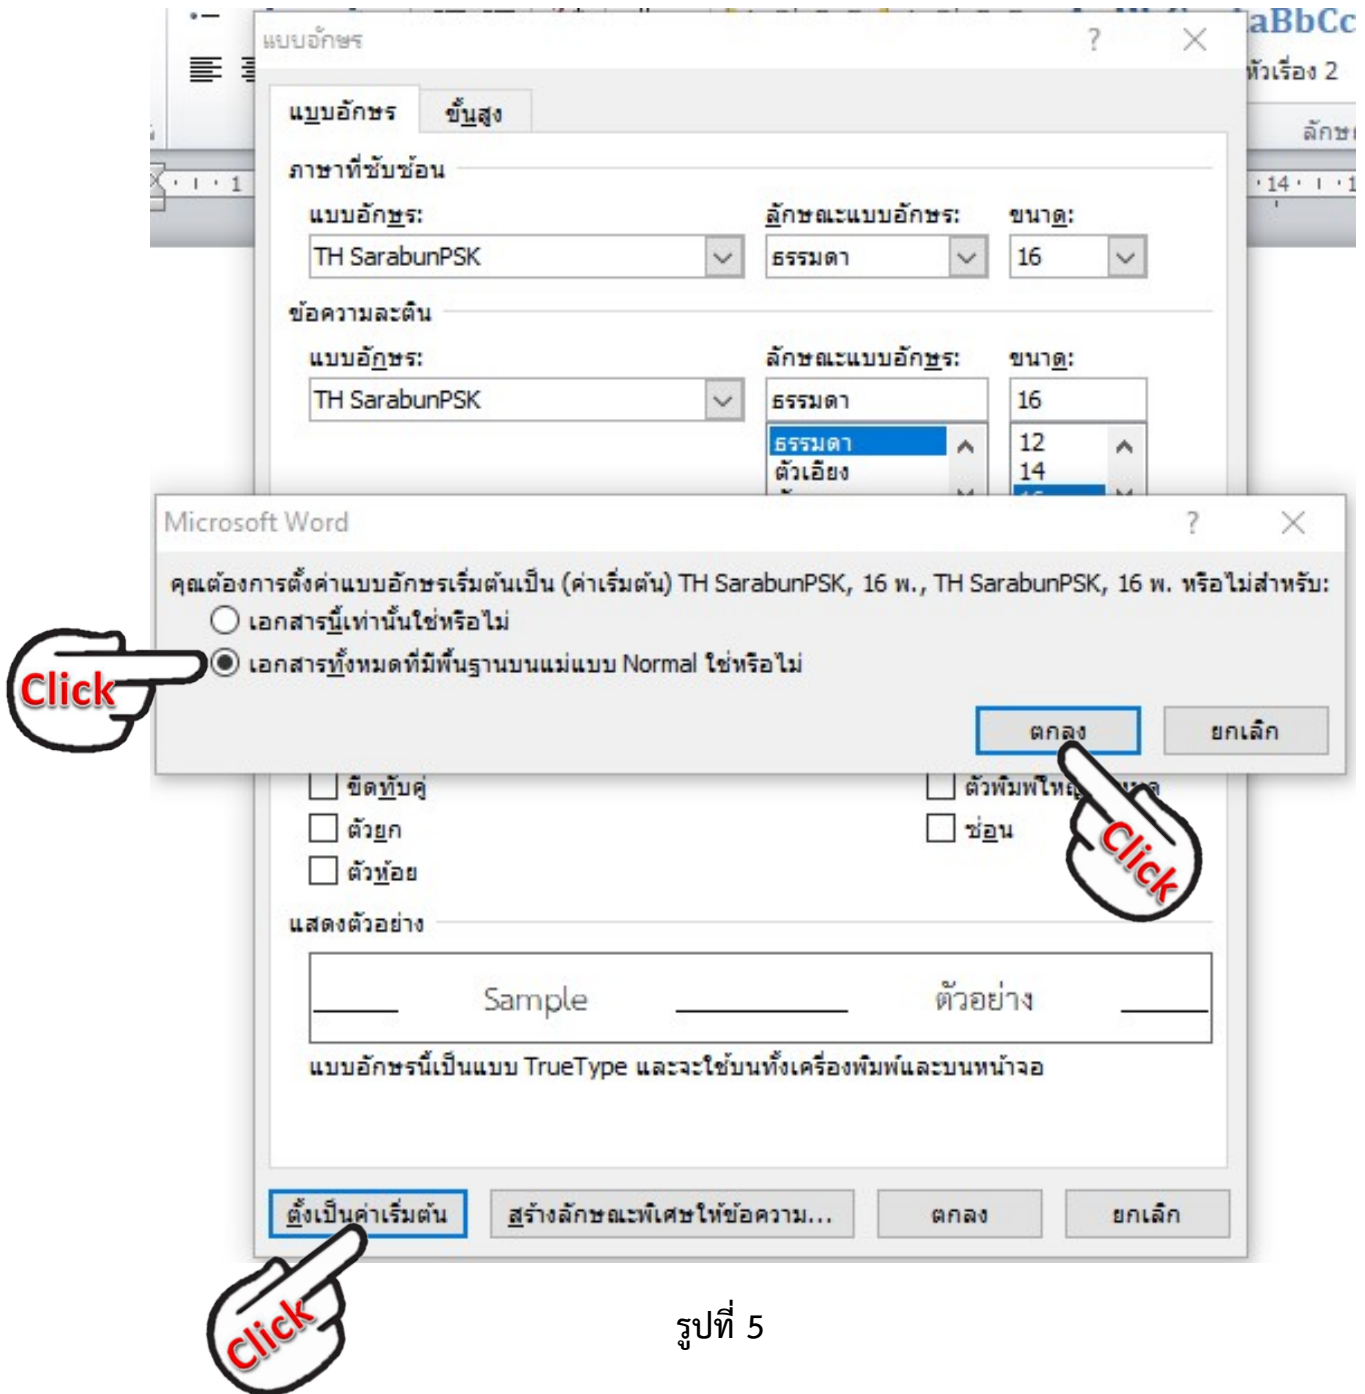 aBbCc
แบบอักษร ?
หัวเรื่อง 2
แบบอักษร ขั้นสูง
ภาษาที่ซับซ้อน
1
14
แบบอักษร: ลักษณะแบบอักษร: ขนาด:
TH SarabunPSK ธรรมดา 16
ข้อความละติน
แบบอักษร: ลักษณะแบบอักษร: ขนาด:
TH SarabunPSK ธรรมดา 16
ธรรมดา 12
ตัวเอียง 14
Microsoft Word ?
คุณต้องการตั้งค่าแบบอักษรเริ่มต้นเป็น (ค่าเริ่มต้น) TH SarabunPSK, 16 พ., TH SarabunPSK, 16 พ. หรือไม่สำหรับ:
เอกสารนี้เท่านั้นใช่หรือไม่
เอกสารทั้งหมดที่มีพื้นฐานบนแม่แบบ Normal ใช่หรือไม่
Click
ตกลง ยกเลิก
ขีดทับคู่
ตัวยก ซ่อน
Click
ตัวห้อย
แสดงตัวอย่าง
Sample ตัวอย่าง
แบบอักษรนี้เป็นแบบ TrueType และจะใช้บนทั้งเครื่องพิมพ์และบนหน้าจอ
ตั้งเป็นค่าเริ่มต้น สร้างลักษณะพิเศษให้ข้อความ... ตกลง ยกเลิก
Click
รูปที่ 5